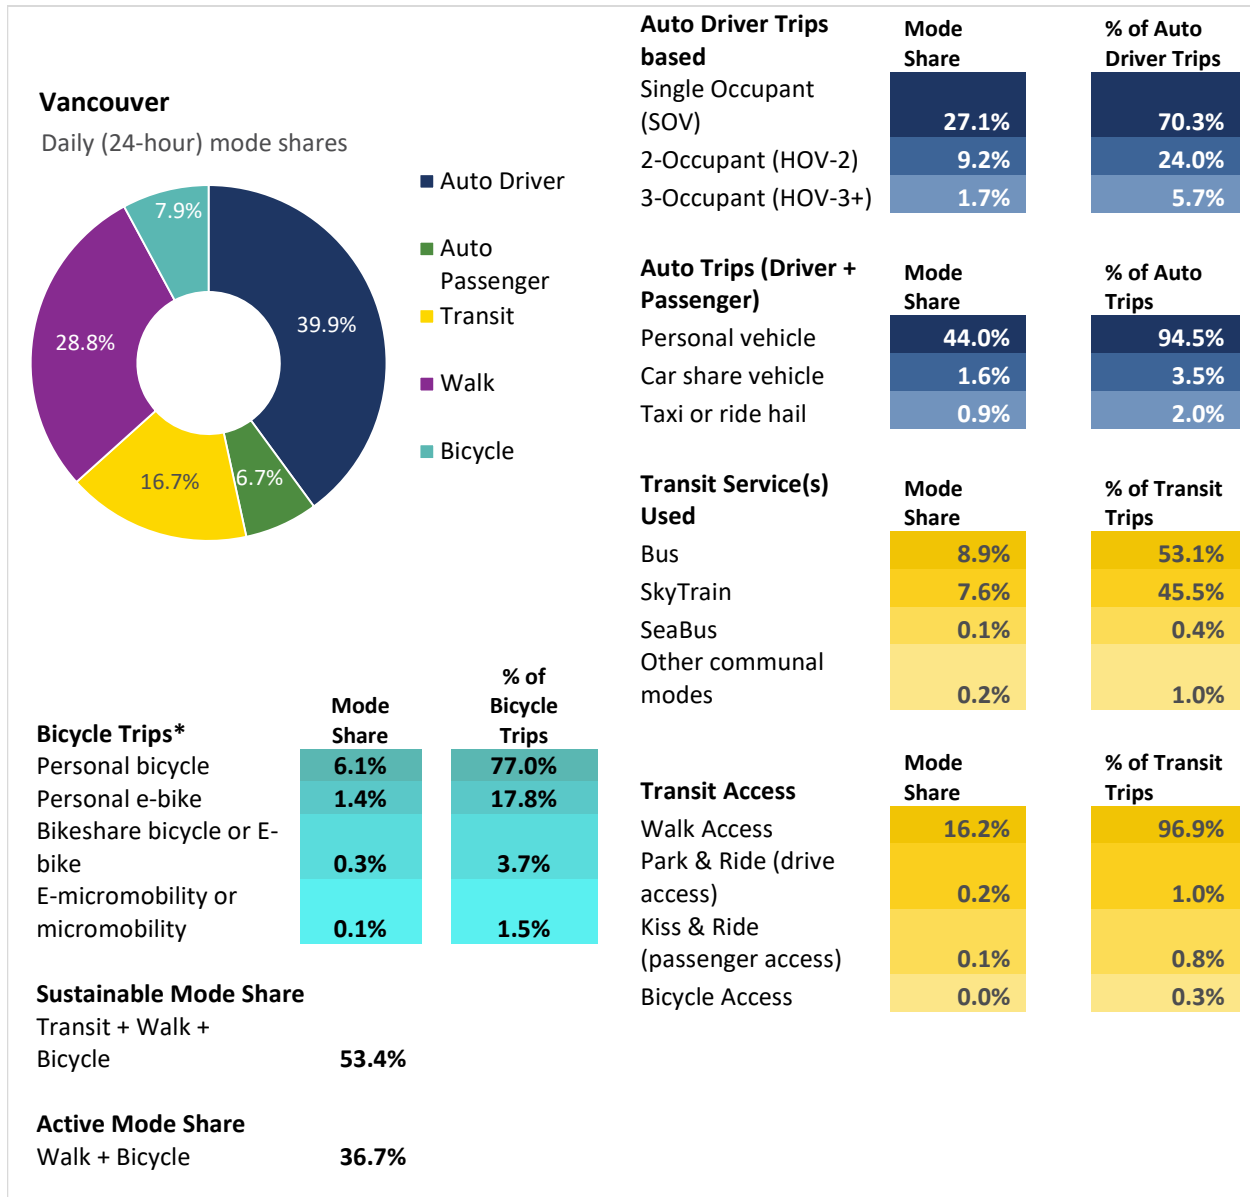 Vancouver
Daily (24-hour) mode shares
7.9%
39.9%
28.8%
16.7%
6.7%
Auto Driver
Auto
Passenger
Transit
Walk
Bicycle
Auto Driver Trips
based
Mode
Share
% of Auto
Driver Trips
Single Occupant
(SOV) 27.1% 70.3%
2-Occupant (HOV-2) 9.2% 24.0%
3-Occupant (HOV-3+) 1.7% 5.7%
Auto Trips (Driver +
Passenger)
Mode
Share
% of Auto
Trips
Personal vehicle 44.0% 94.5%
Car share vehicle 1.6% 3.5%
Taxi or ride hail 0.9% 2.0%
Transit Service(s)
Used
Mode
Share
% of Transit
Trips
Bus 8.9% 53.1%
SkyTrain 7.6% 45.5%
SeaBus 0.1% 0.4%
Other communal
modes 0.2% 1.0%
Transit Access
Mode
Share
% of Transit
Trips
Walk Access 16.2% 96.9%
Park & Ride (drive
access) 0.2% 1.0%
Kiss & Ride
(passenger access) 0.1% 0.8%
Bicycle Access 0.0% 0.3%
Bicycle Trips*
Mode
Share
% of
Bicycle
Trips
Personal bicycle 6.1% 77.0%
Personal e-bike 1.4% 17.8%
Bikeshare bicycle or E-
bike 0.3% 3.7%
E-micromobility or
micromobility 0.1% 1.5%
Sustainable Mode Share
Transit + Walk +
Bicycle 53.4%
Active Mode Share
Walk + Bicycle 36.7%